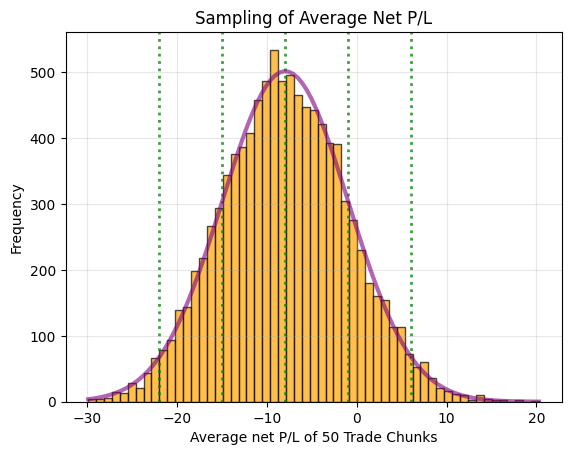 Sampling of Average Net P/L
Frequency
500
400
300
200
100
0
−30 −20 −10 0 10 20
Average net P/L of 50 Trade Chunks